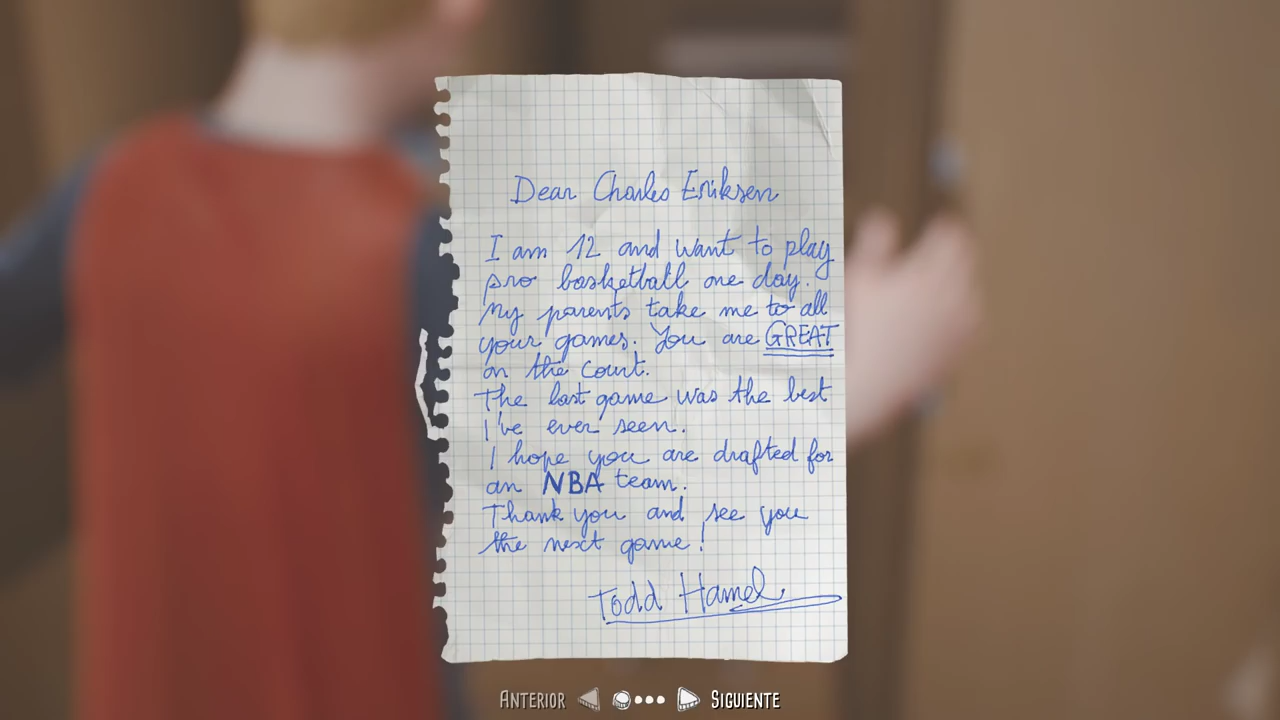 Dear Charles Eriksen
I am 12 and want to play
pro basketball one day.
My parents take me to all
your games. You are GREAT
on the court.
The last game was the best
I've ever seen.
I hope you are drafted for
an NBA team.
Thank you and see you
the next game!
Todd Hamel
ANTERIOR SIGUIENTE